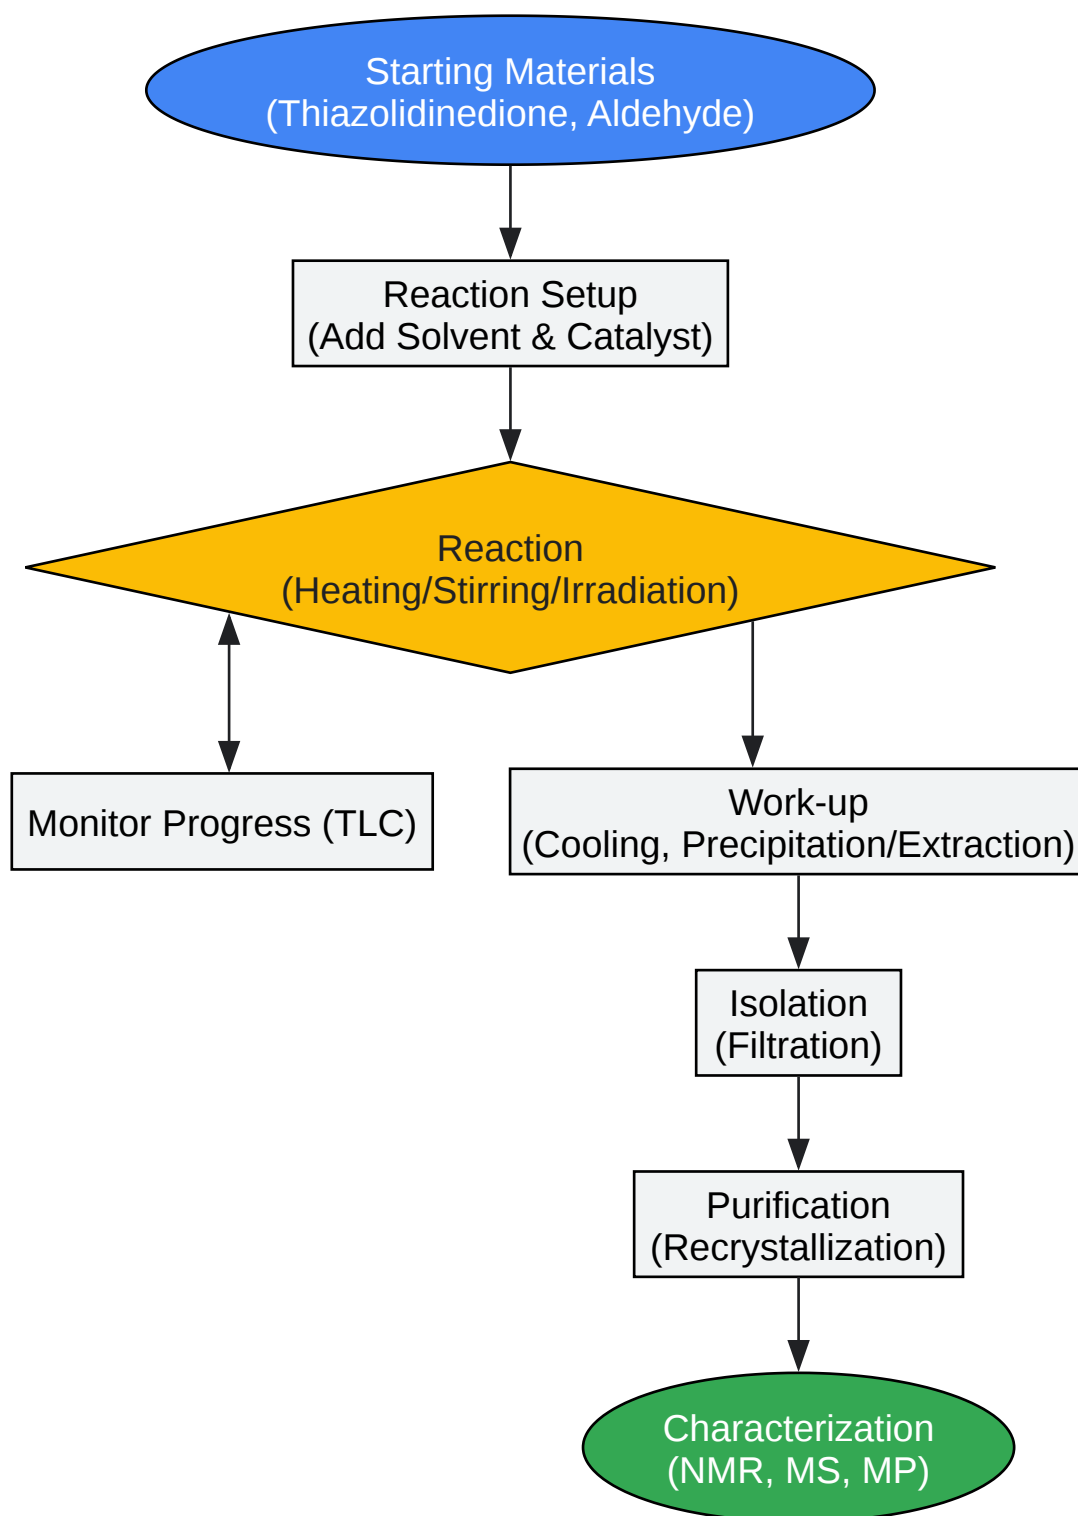 Starting Materials
(Thiazolidinedione, Aldehyde)
Reaction Setup
(Add Solvent & Catalyst)
Reaction
(Heating/Stirring/Irradiation)
Monitor Progress (TLC)
Work-up
(Cooling, Precipitation/Extraction)
Isolation
(Filtration)
Purification
(Recrystallization)
Characterization
(NMR, MS, MP)